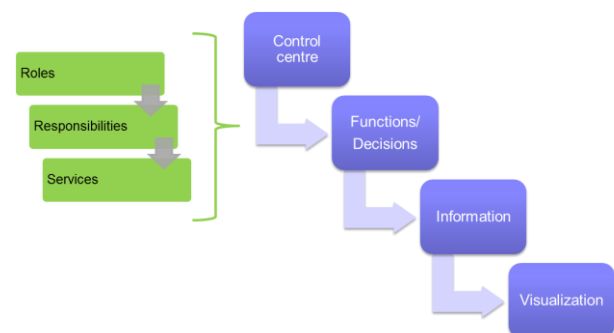 Roles
Responsibilities
Services
Control
centre
Functions/
Decisions
Information
Visualization